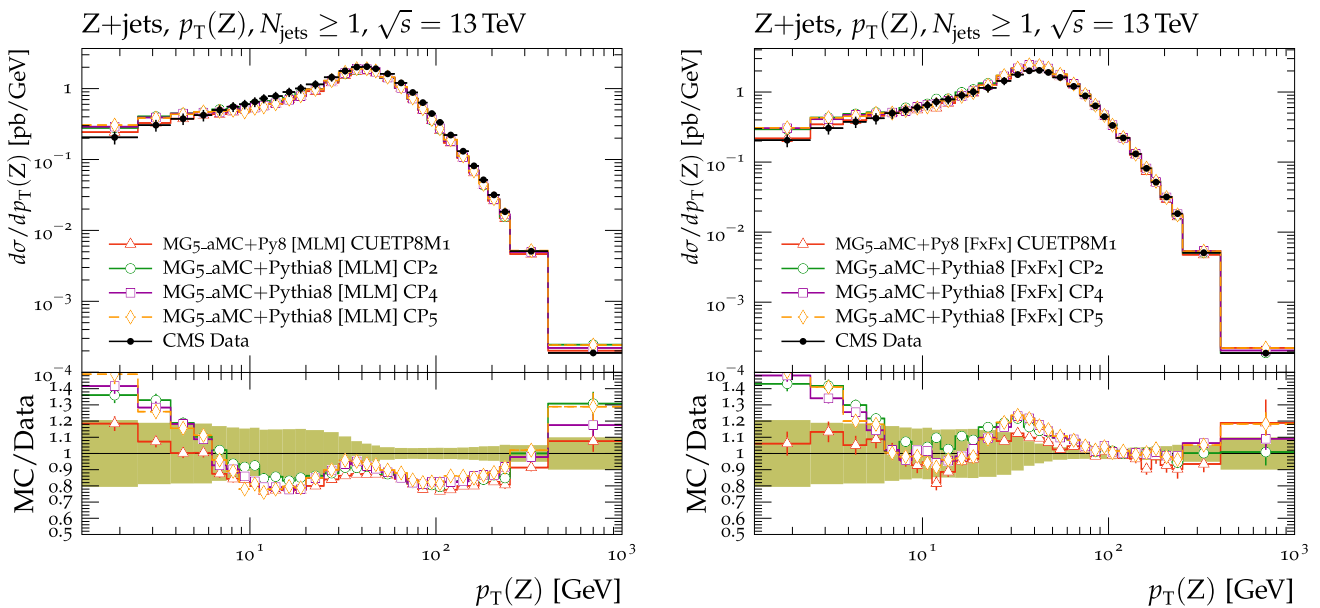 Z+jets, p_T(Z), N_jets ≥ 1, √s = 13 TeV
dσ/dp_T(Z) [pb/GeV]
1
10^−1
10^−2
10^−3
10^−4
MG5_aMC+Py8 [MLM] CUETP8M1
MG5_aMC+Pythia8 [MLM] CP2
MG5_aMC+Pythia8 [MLM] CP4
MG5_aMC+Pythia8 [MLM] CP5
CMS Data
MC/Data
1.4
1.3
1.2
1.1
1
0.9
0.8
0.7
0.6
0.5
10^1
10^2
10^3
p_T(Z) [GeV]
Z+jets, p_T(Z), N_jets ≥ 1, √s = 13 TeV
dσ/dp_T(Z) [pb/GeV]
1
10^−1
10^−2
10^−3
10^−4
MG5_aMC+Py8 [FxFx] CUETP8M1
MG5_aMC+Pythia8 [FxFx] CP2
MG5_aMC+Pythia8 [FxFx] CP4
MG5_aMC+Pythia8 [FxFx] CP5
CMS Data
MC/Data
1.4
1.3
1.2
1.1
1
0.9
0.8
0.7
0.6
0.5
10^1
10^2
10^3
p_T(Z) [GeV]